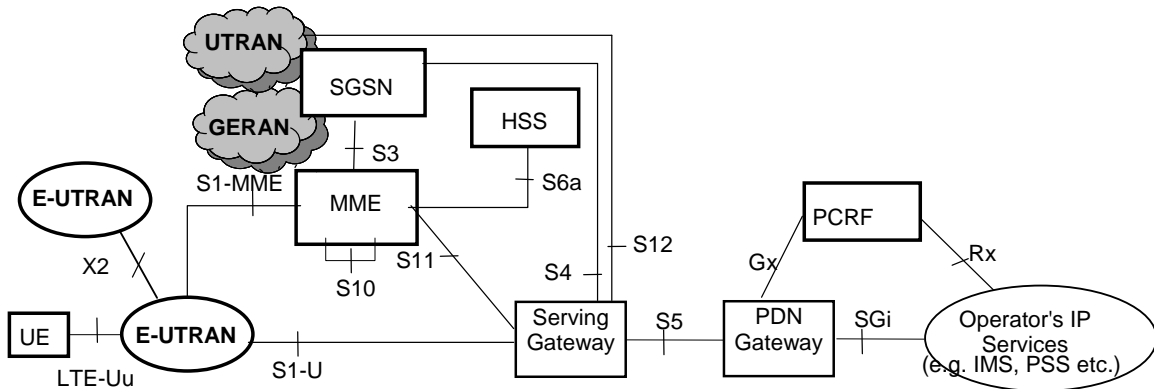 UTRAN
SGSN
HSS
GERAN
S3
S1-MME
S6a
E-UTRAN
MME
PCRF
S12
S11
Gx
Rx
X2
S4
S10
Serving
Gateway
S5
PDN
Gateway
SGi
Operator's IP
Services
(e.g. IMS, PSS etc.)
UE
E-UTRAN
LTE-Uu
S1-U